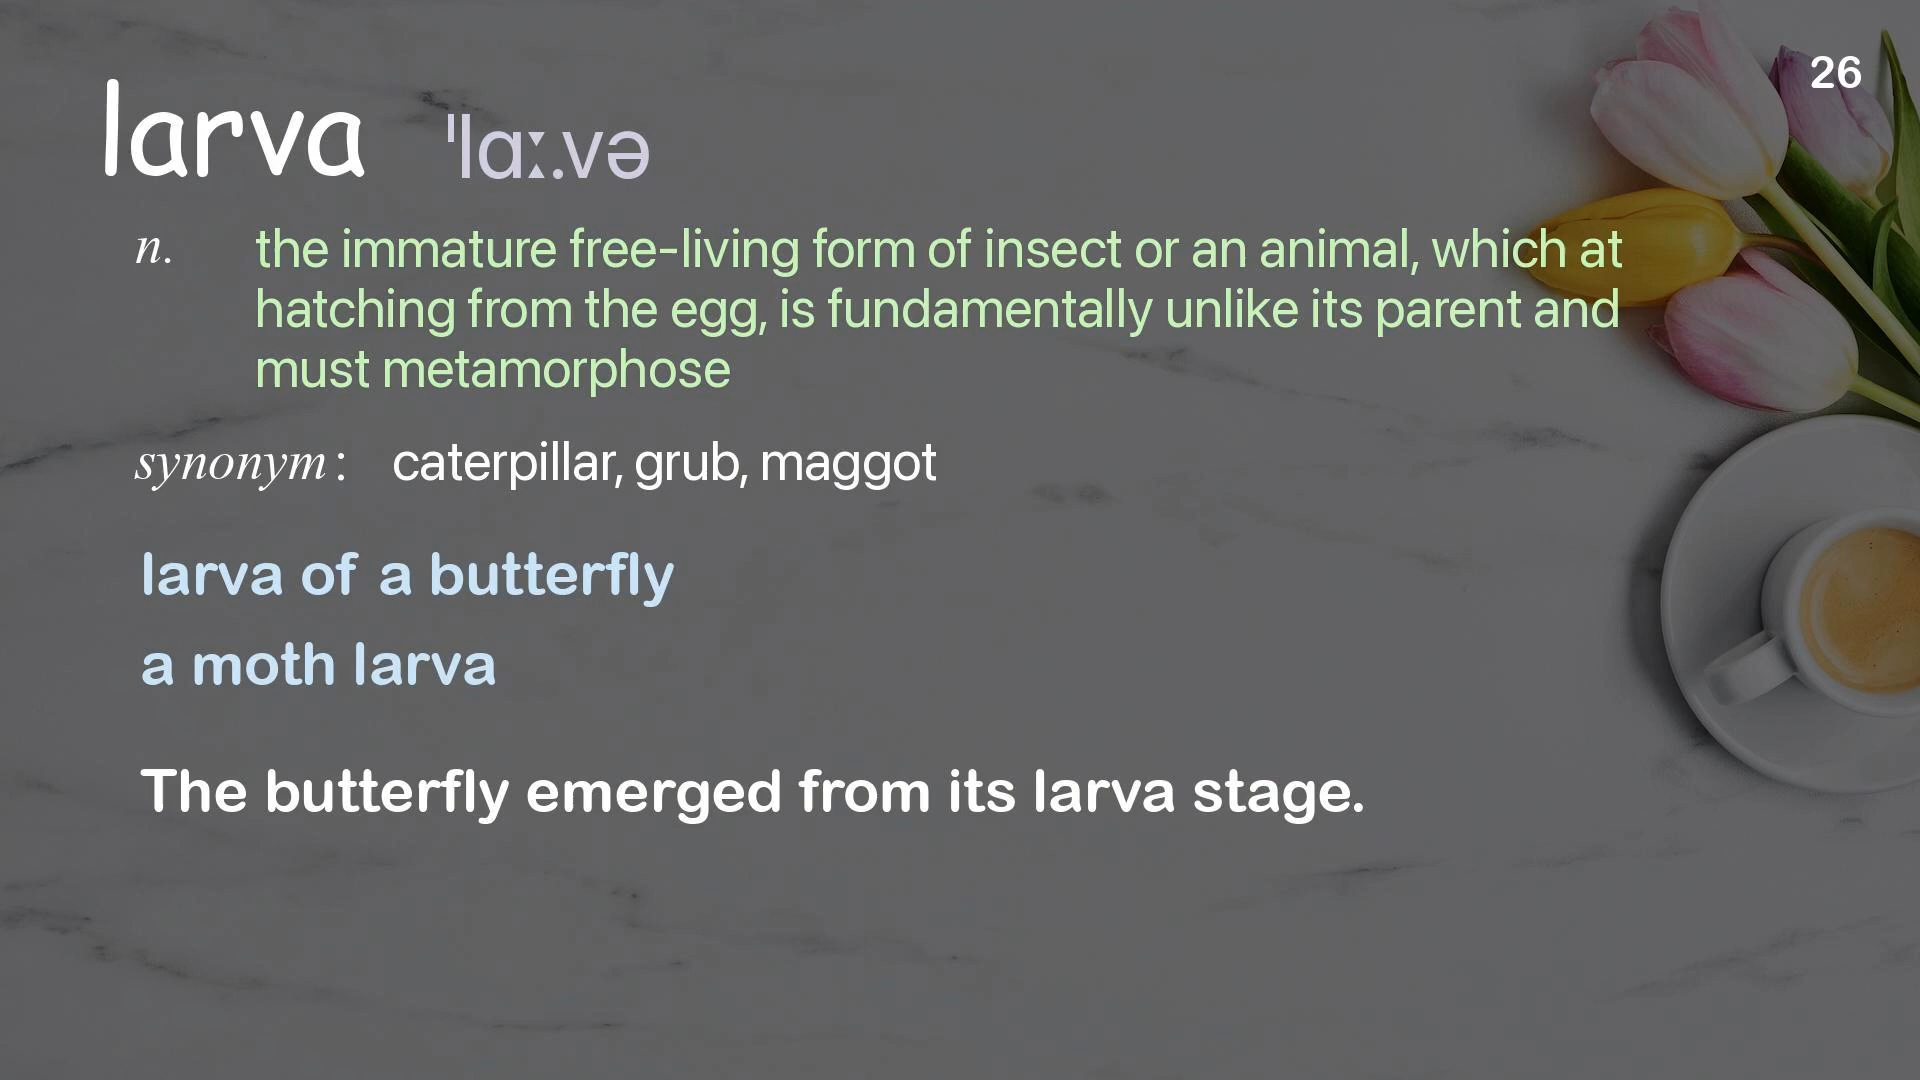 26
larva ˈlɑː.və
n. the immature free-living form of insect or an animal, which at
hatching from the egg, is fundamentally unlike its parent and
must metamorphose
synonym: caterpillar, grub, maggot
larva of a butterfly
a moth larva
The butterfly emerged from its larva stage.